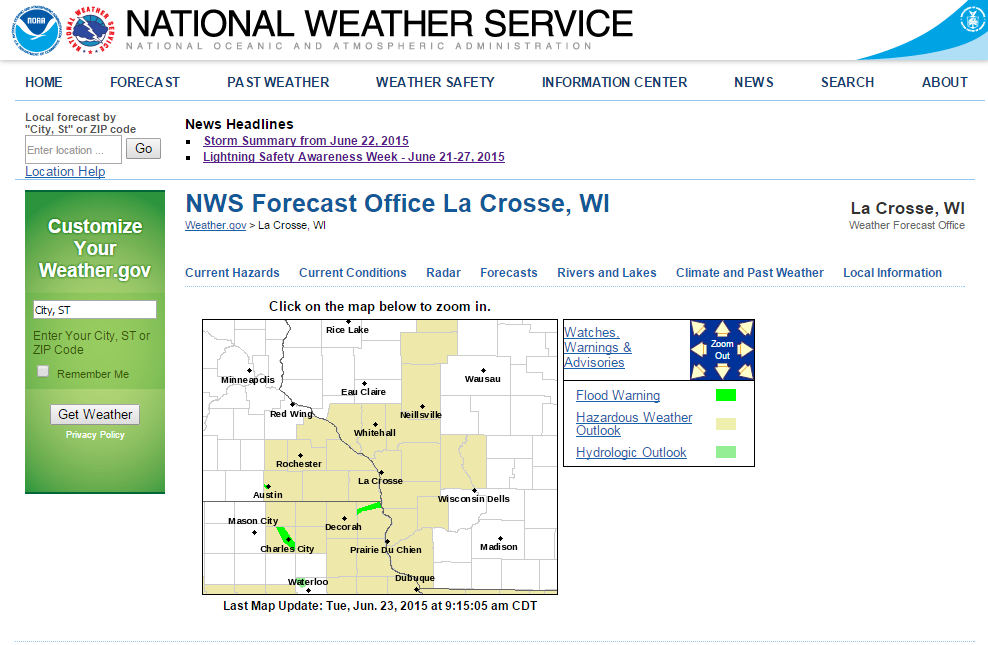 NATIONAL WEATHER SERVICE
NATIONAL OCEANIC AND ATMOSPHERIC ADMINISTRATION
NOAA
HOME FORECAST PAST WEATHER WEATHER SAFETY INFORMATION CENTER NEWS SEARCH ABOUT
Local forecast by
"City, St" or ZIP code
Enter location ...
Go
Location Help
News Headlines
Storm Summary from June 22, 2015
Lightning Safety Awareness Week - June 21-27, 2015
Customize
Your
Weather.gov
City, ST
Enter Your City, ST or
ZIP Code
Remember Me
Get Weather
Privacy Policy
NWS Forecast Office La Crosse, WI
Weather.gov > La Crosse, WI
La Crosse, WI
Weather Forecast Office
Current Hazards Current Conditions Radar Forecasts Rivers and Lakes Climate and Past Weather Local Information
Click on the map below to zoom in.
Rice Lake
Minneapolis
Eau Claire
Wausau
Red Wing
Neillsville
Whitehall
Rochester
La Crosse
Austin
Wisconsin Dells
Mason City
Decorah
Charles City
Prairie Du Chien
Madison
Waterloo
Dubuque
Last Map Update: Tue, Jun. 23, 2015 at 9:15:05 am CDT
Watches,
Warnings &
Advisories
Zoom
Out
Flood Warning
Hazardous Weather
Outlook
Hydrologic Outlook